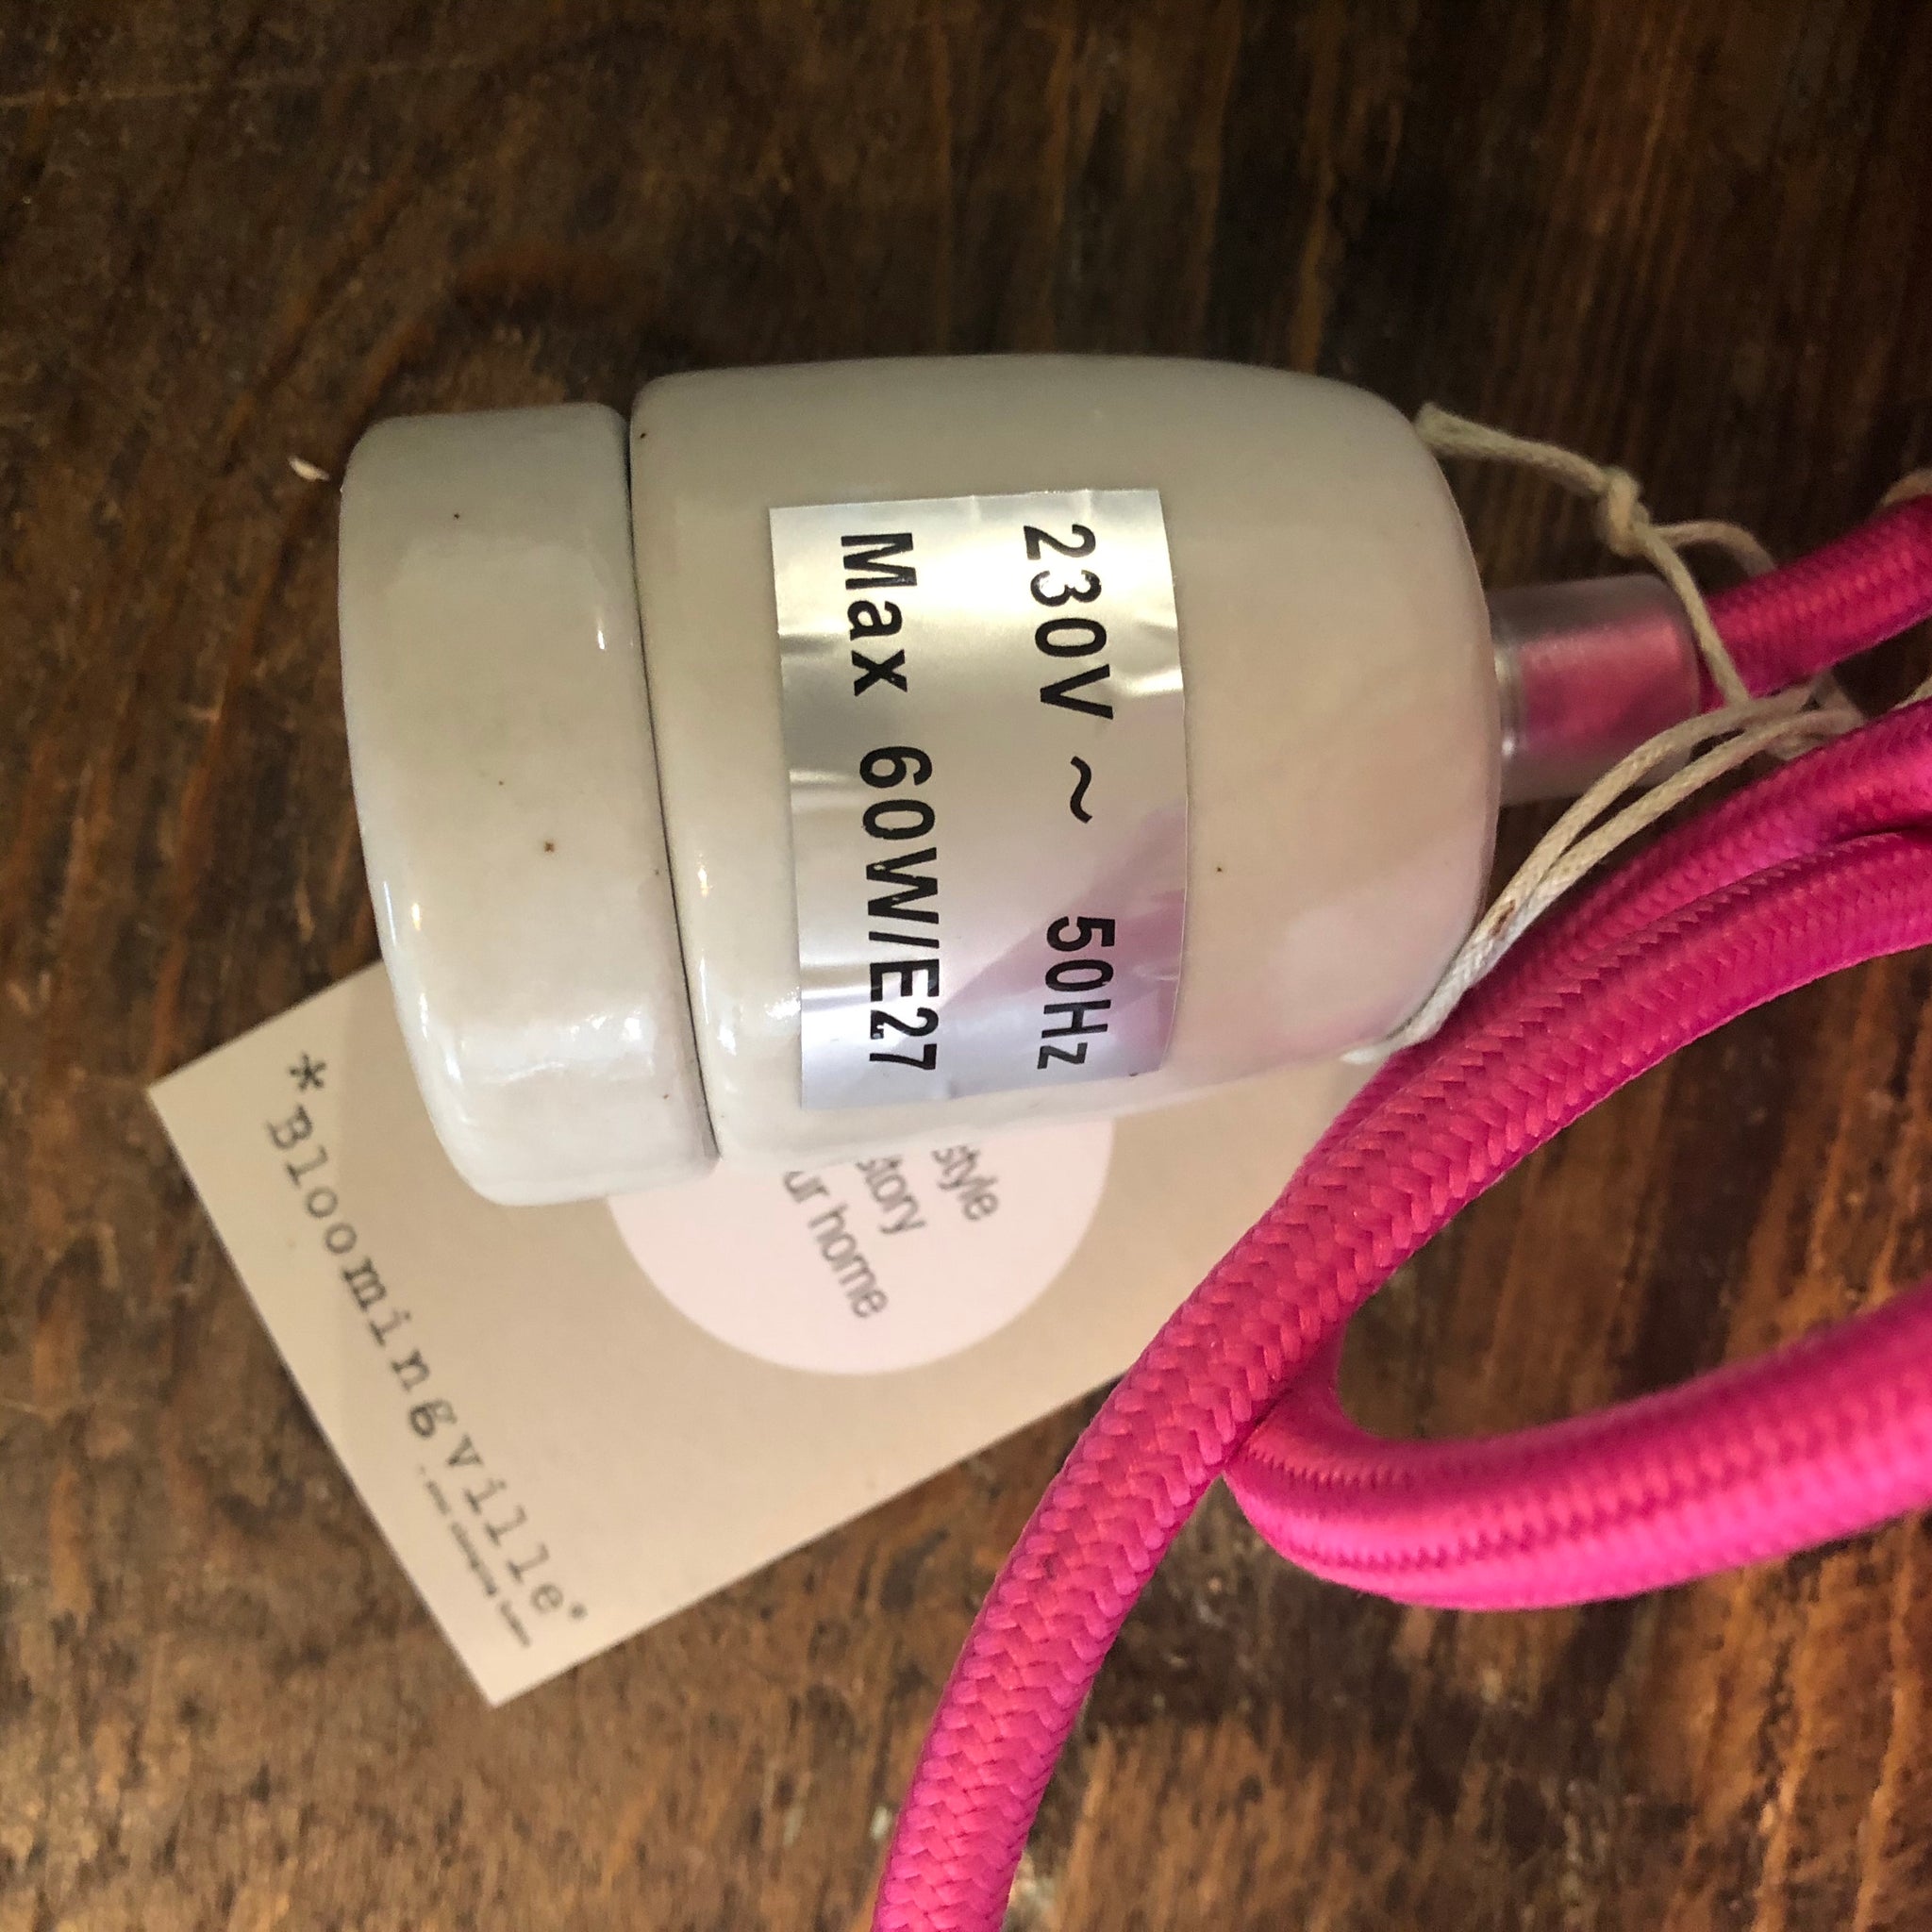 230V ~ 50Hz
Max 60W/E27
style
story
ur home
*Bloomingville®